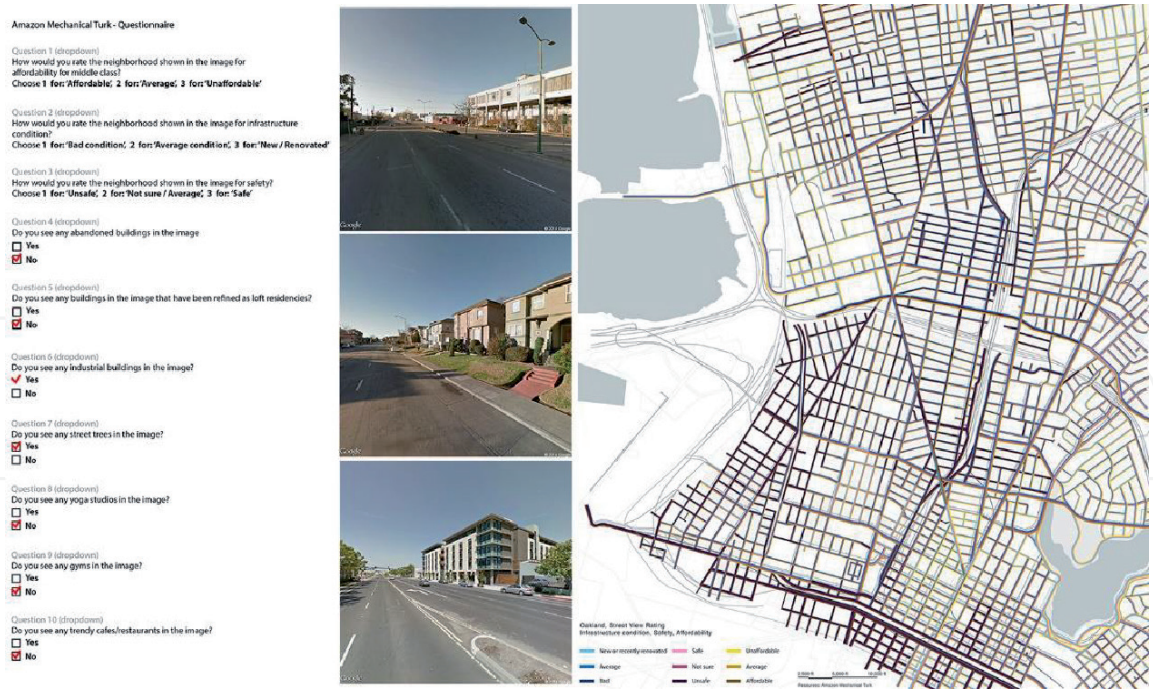 Amazon Mechanical Turk - Questionnaire
Question 1 (dropdown)
How would you rate the neighborhood shown in the image for
affordability for middle class?
Choose 1 for: 'Affordable', 2 for: 'Average', 3 for: 'Unaffordable'
Question 2 (dropdown)
How would you rate the neighborhood shown in the image for infrastructure
condition?
Choose 1 for: 'Bad condition', 2 for: 'Average condition', 3 for: 'New / Renovated'
Question 3 (dropdown)
How would you rate the neighborhood shown in the image for safety?
Choose 1 for: 'Unsafe', 2 for: 'Not sure / Average', 3 for: 'Safe'
Question 4 (dropdown)
Do you see any abandoned buildings in the image
Yes
No
Question 5 (dropdown)
Do you see any buildings in the image that have been refined as loft residencies?
Yes
No
Question 6 (dropdown)
Do you see any industrial buildings in the image?
Yes
No
Question 7 (dropdown)
Do you see any street trees in the image?
Yes
No
Question 8 (dropdown)
Do you see any yoga studios in the image?
Yes
No
Question 9 (dropdown)
Do you see any gyms in the image?
Yes
No
Question 10 (dropdown)
Do you see any trendy cafes/restaurants in the image?
Yes
No
Google
Google
Google
Oakland, Street View Rating
Infrastructure condition, Safety, Affordability
New or recently renovated Safe Unaffordable
Average Not sure Average
Bad Unsafe Affordable
Resources: Amazon Mechanical Turk